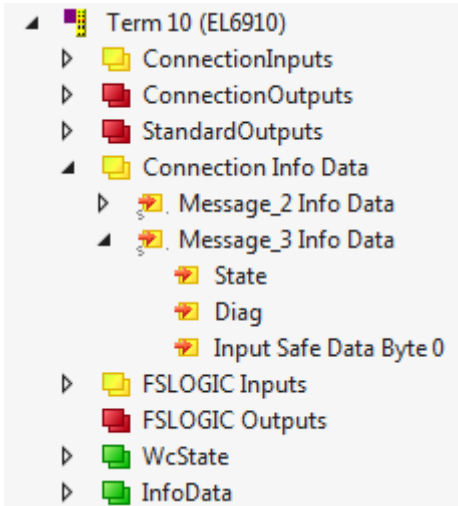 Term 10 (EL6910)
ConnectionInputs
ConnectionOutputs
StandardOutputs
Connection Info Data
Message_2 Info Data
Message_3 Info Data
State
Diag
Input Safe Data Byte 0
FSLOGIC Inputs
FSLOGIC Outputs
WcState
InfoData